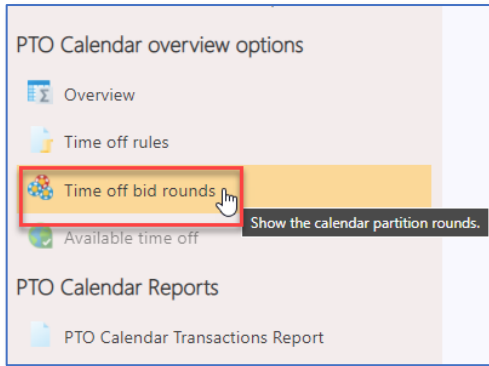 PTO Calendar overview options
Overview
Time off rules
Time off bid rounds
Show the calendar partition rounds.
Available time off
PTO Calendar Reports
PTO Calendar Transactions Report